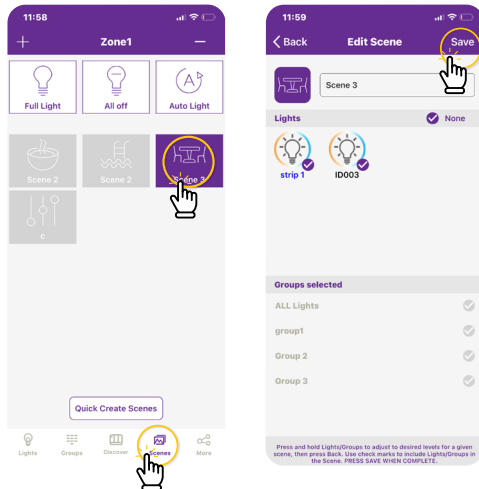 11:58
Zone1
Full Light
All off
A
Auto Light
Scene 2
Scene 2
Scene 3
c
Quick Create Scenes
Lights
Groups
Discover
Scenes
More
11:59
Back
Edit Scene
Save
Scene 3
Lights
None
strip 1
ID003
Groups selected
ALL Lights
group1
Group 2
Group 3
Press and hold Lights/Groups to adjust to desired levels for a given
scene, then press Back. Use check marks to include Lights/Groups in
the Scene. PRESS SAVE WHEN COMPLETE.